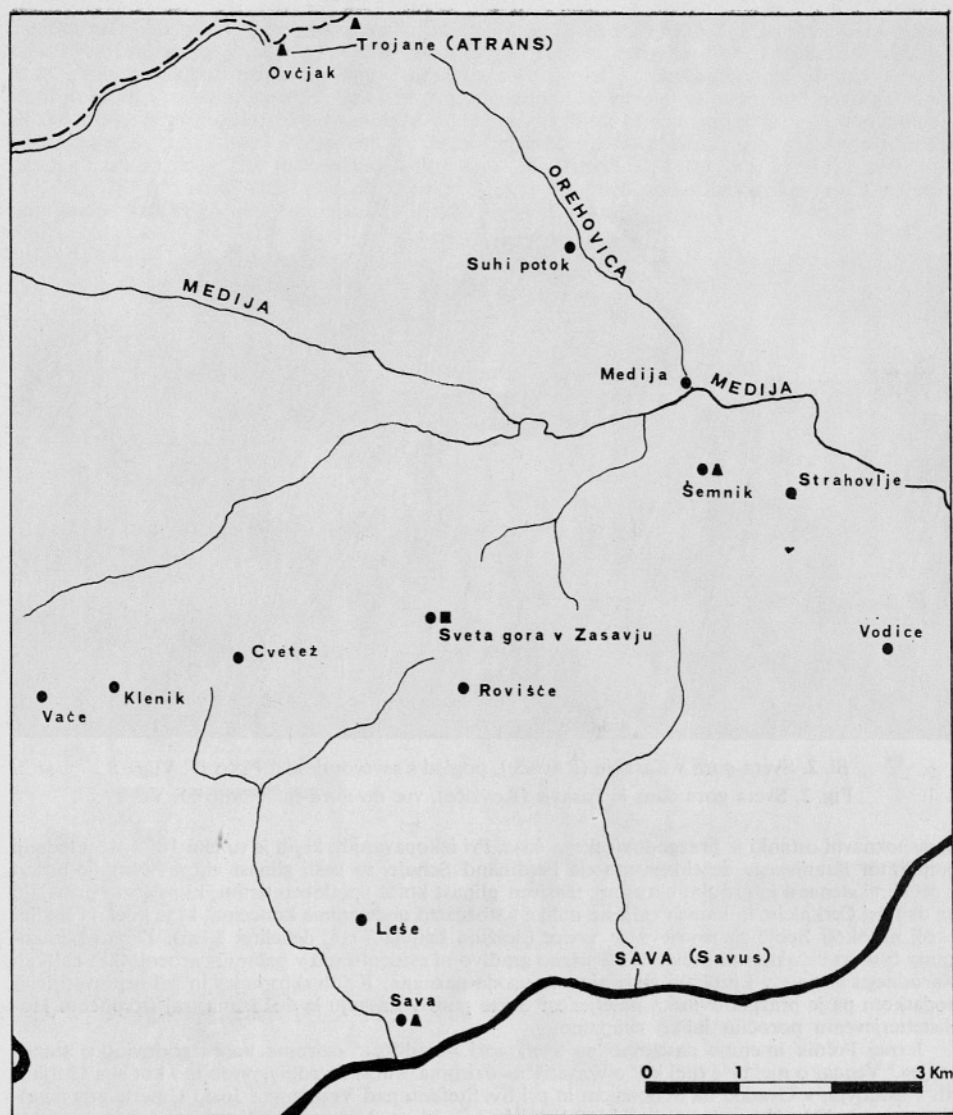 Trojane (ATRANS)
Ovčjak
OREHOVICA
Suhi potok
MEDIJA
Medija
MEDIJA
Šemnik
Strahovlje
Sveta gora v Zasavju
Vodice
Cvetež
Rovišče
Klenik
Vače
Leše
SAVA (Savus)
Sava
0 1 2 3 Km